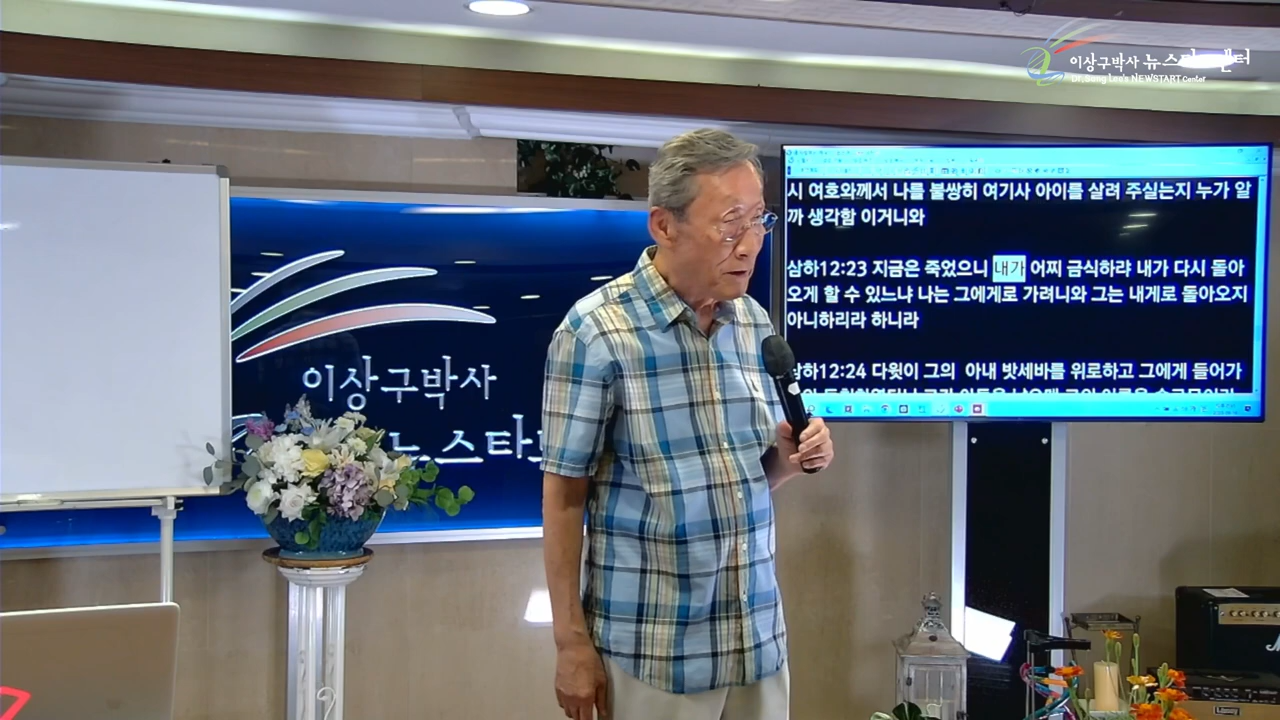 이상구박사 뉴스
Dr. Sang Lee's NEWSTART Center
시 여호와께서 나를 불쌍히 여기사 아이를 살려 주실는지 누가 알
까 생각함 이거니와
삼하12:23 지금은 죽었으니 내가 어찌 금식하랴 내가 다시 돌아
오게 할 수 있느냐 나는 그에게로 가려니와 그는 내게로 돌아오지
아니하리라 하니라
삼하12:24 다윗이 그의 아내 밧세바를 위로하고 그에게 들어가
이상구박사
뉴스타